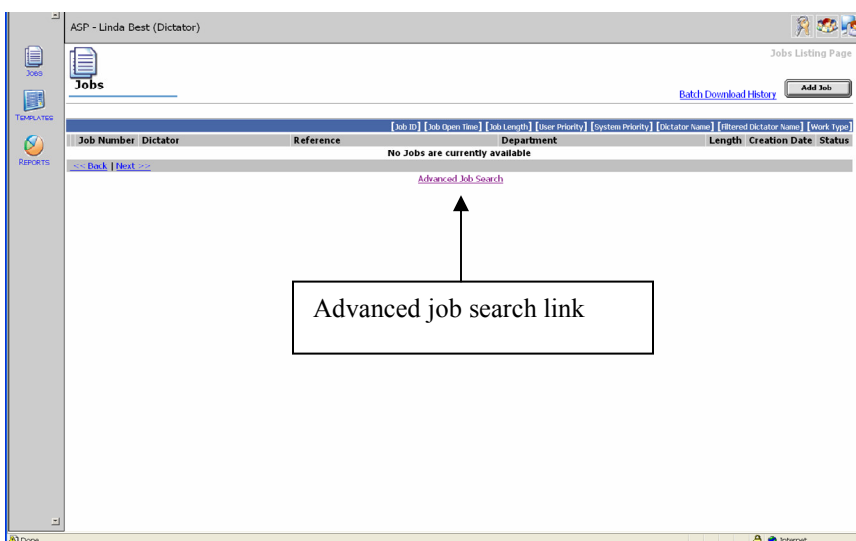 ASP - Linda Best (Dictator)
Jobs Listing Page
JOBS
Jobs
Batch Download History
Add Job
TEMPLATES
[Job ID] [Job Open Time] [Job Length] [User Priority] [System Priority] [Dictator Name] [Filtered Dictator Name] [Work Type]
Job Number Dictator Reference Department Length Creation Date Status
REPORTS
No Jobs are currently available
<< Back | Next >>
Advanced Job Search
Advanced job search link
Done Internet